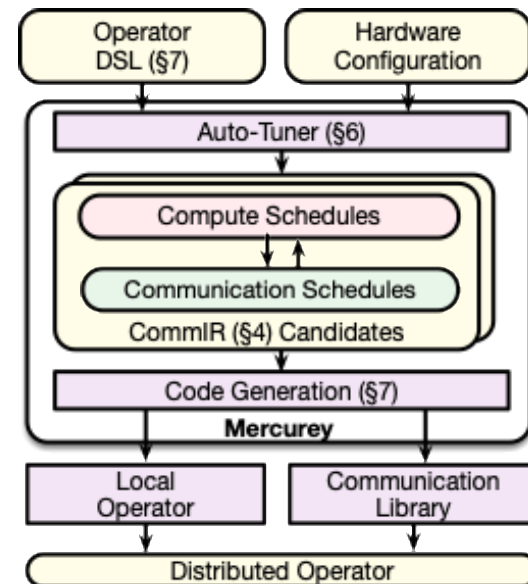 Operator
DSL (§7)
Hardware
Configuration
Auto-Tuner (§6)
Compute Schedules
Communication Schedules
CommIR (§4) Candidates
Code Generation (§7)
Mercurey
Local
Operator
Communication
Library
Distributed Operator